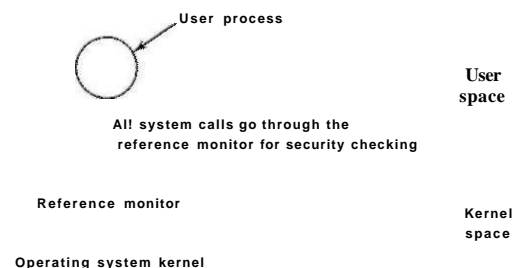 User process
User
space
Al! system calls go through the
reference monitor for security checking
Reference monitor
Kernel
space
Operating system kernel